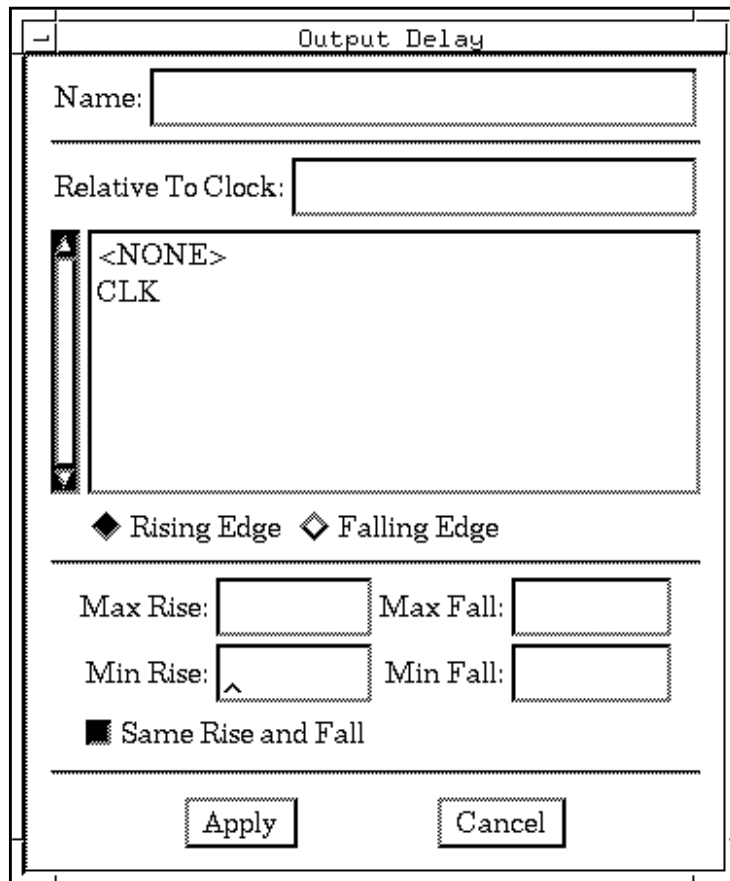 Output Delay
Name:
Relative To Clock:
<NONE>
CLK
Rising Edge Falling Edge
Max Rise: Max Fall:
Min Rise: Min Fall:
Same Rise and Fall
Apply Cancel